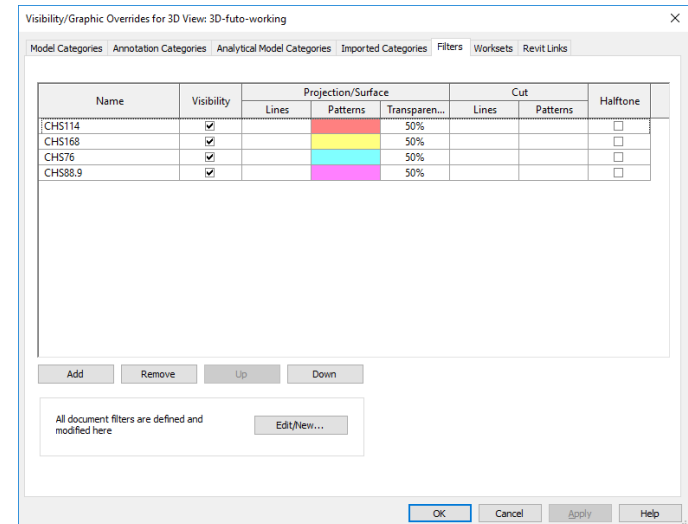 Visibility/Graphic Overrides for 3D View: 3D-futo-working
Model Categories Annotation Categories Analytical Model Categories Imported Categories Filters Worksets Revit Links
Name Visibility Projection/Surface Cut Halftone
Lines Patterns Transparen... Lines Patterns
CHS114 50%
CHS168 50%
CHS76 50%
CHS88.9 50%
Add Remove Up Down
All document filters are defined and
modified here
Edit/New...
OK Cancel Apply Help